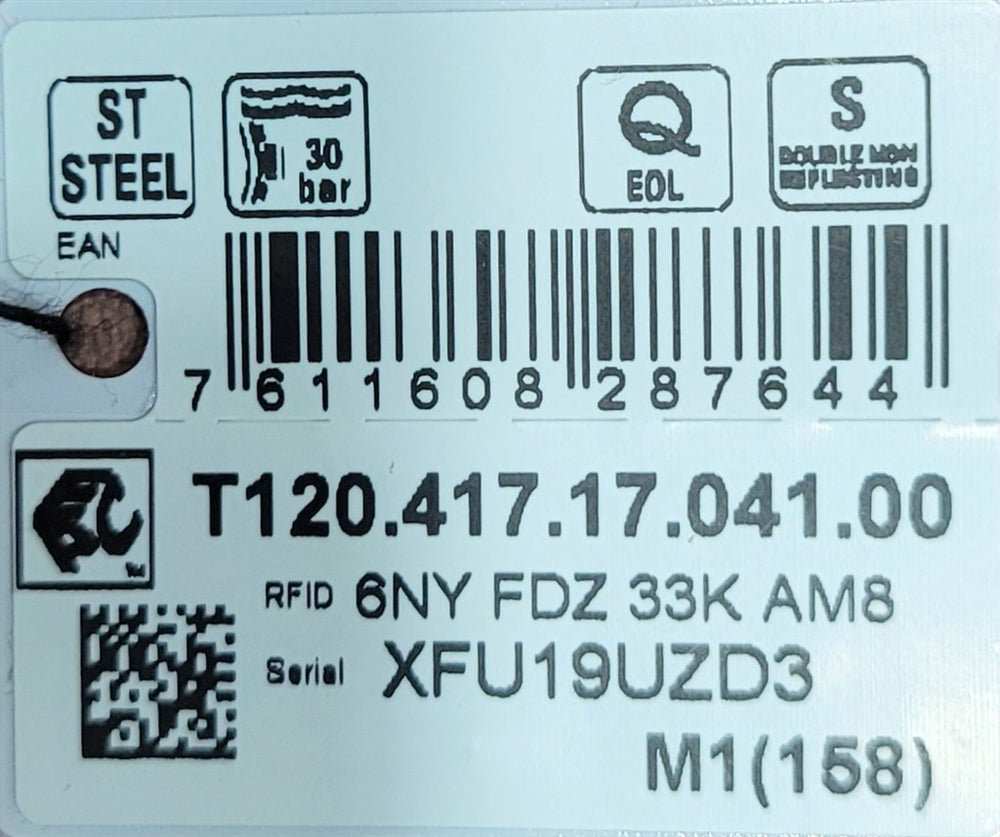 ST
STEEL
30
bar
Q
EOL
S
DOUBLE NON
REFLECTING
EAN
7 611608 287644
T120.417.17.041.00
RFID 6NY FDZ 33K AM8
Serial XFU19UZD3
M1(158)